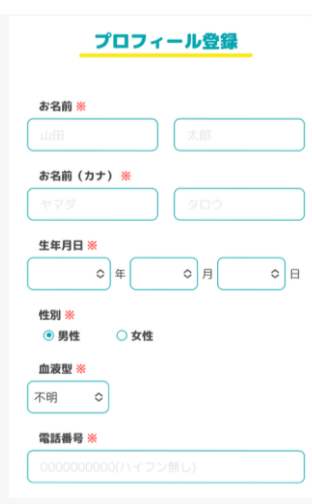 プロフィール登録
お名前 ※
山田 太郎
お名前（カナ） ※
ヤマダ タロウ
生年月日 ※
年 月 日
性別 ※
男性 女性
血液型 ※
不明
電話番号 ※
0000000000(ハイフン無し)